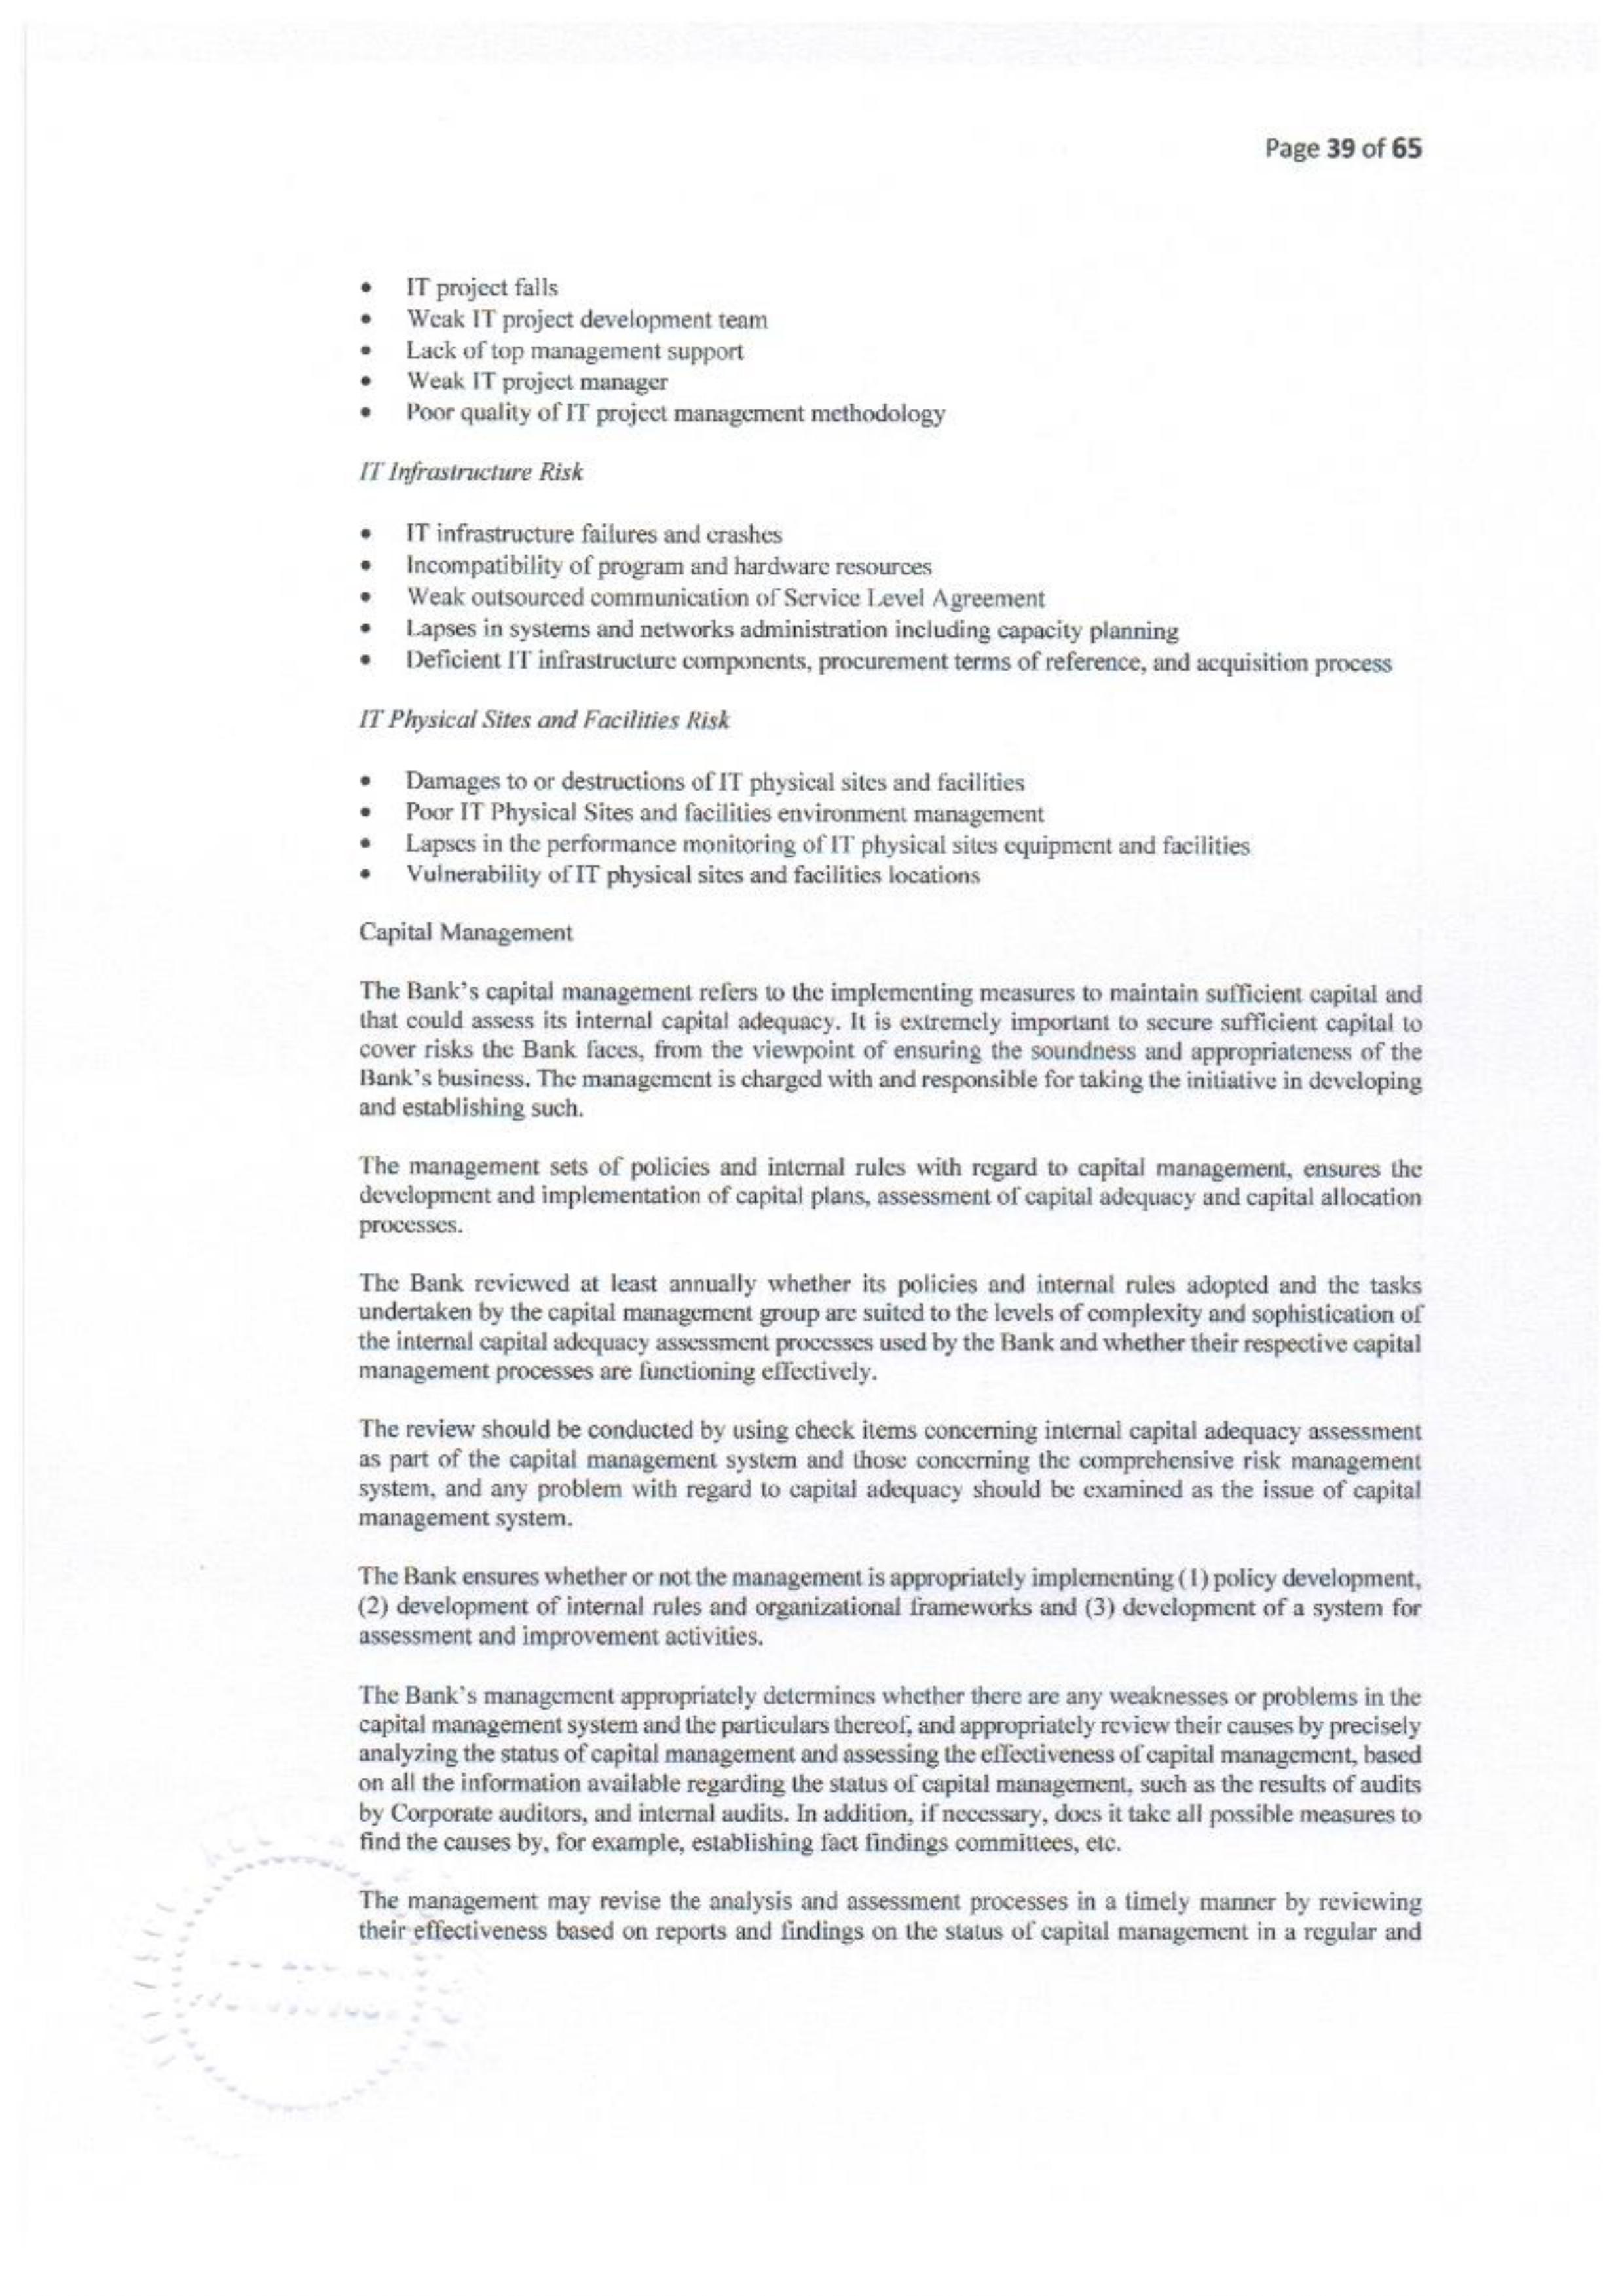 Page 39 of 65
• IT project falls
• Weak IT project development team
• Lack of top management support
• Weak IT project manager
• Poor quality of IT project management methodology
IT Infrastructure Risk
• IT infrastructure failures and crashes
• Incompatibility of program and hardware resources
• Weak outsourced communication of Service Level Agreement
• Lapses in systems and networks administration including capacity planning
• Deficient IT infrastructure components, procurement terms of reference, and acquisition process
IT Physical Sites and Facilities Risk
• Damages to or destructions of IT physical sites and facilities
• Poor IT Physical Sites and facilities environment management
• Lapses in the performance monitoring of IT physical sites equipment and facilities
• Vulnerability of IT physical sites and facilities locations
Capital Management
The Bank's capital management refers to the implementing measures to maintain sufficient capital and
that could assess its internal capital adequacy. It is extremely important to secure sufficient capital to
cover risks the Bank faces, from the viewpoint of ensuring the soundness and appropriateness of the
Bank's business. The management is charged with and responsible for taking the initiative in developing
and establishing such.
The management sets of policies and internal rules with regard to capital management, ensures the
development and implementation of capital plans, assessment of capital adequacy and capital allocation
processes.
The Bank reviewed at least annually whether its policies and internal rules adopted and the tasks
undertaken by the capital management group are suited to the levels of complexity and sophistication of
the internal capital adequacy assessment processes used by the Bank and whether their respective capital
management processes are functioning effectively.
The review should be conducted by using check items concerning internal capital adequacy assessment
as part of the capital management system and those concerning the comprehensive risk management
system, and any problem with regard to capital adequacy should be examined as the issue of capital
management system.
The Bank ensures whether or not the management is appropriately implementing (1) policy development,
(2) development of internal rules and organizational frameworks and (3) development of a system for
assessment and improvement activities.
The Bank's management appropriately determines whether there are any weaknesses or problems in the
capital management system and the particulars thereof, and appropriately review their causes by precisely
analyzing the status of capital management and assessing the effectiveness of capital management, based
on all the information available regarding the status of capital management, such as the results of audits
by Corporate auditors, and internal audits. In addition, if necessary, does it take all possible measures to
find the causes by, for example, establishing fact findings committees, etc.
The management may revise the analysis and assessment processes in a timely manner by reviewing
their effectiveness based on reports and findings on the status of capital management in a regular and